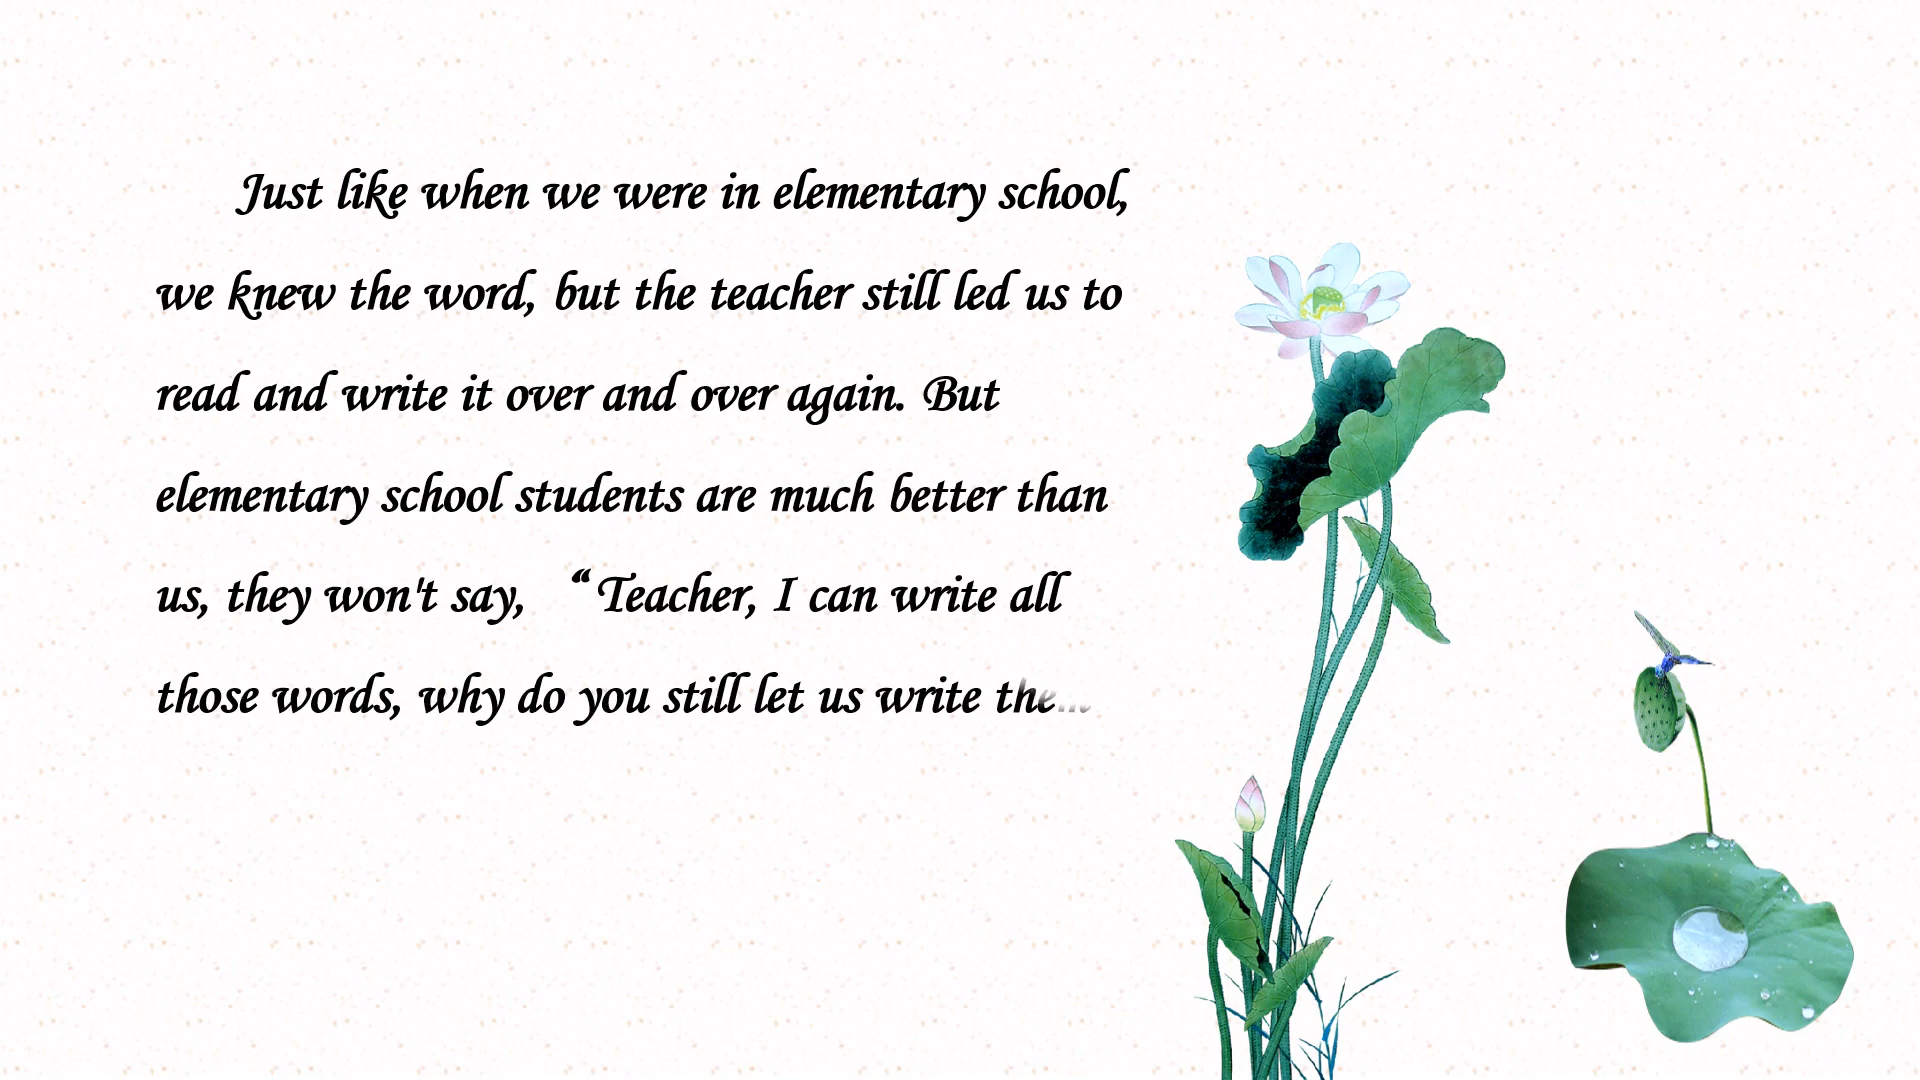 Just like when we were in elementary school,
we knew the word, but the teacher still led us to
read and write it over and over again. But
elementary school students are much better than
us, they won't say, “Teacher, I can write all
those words, why do you still let us write